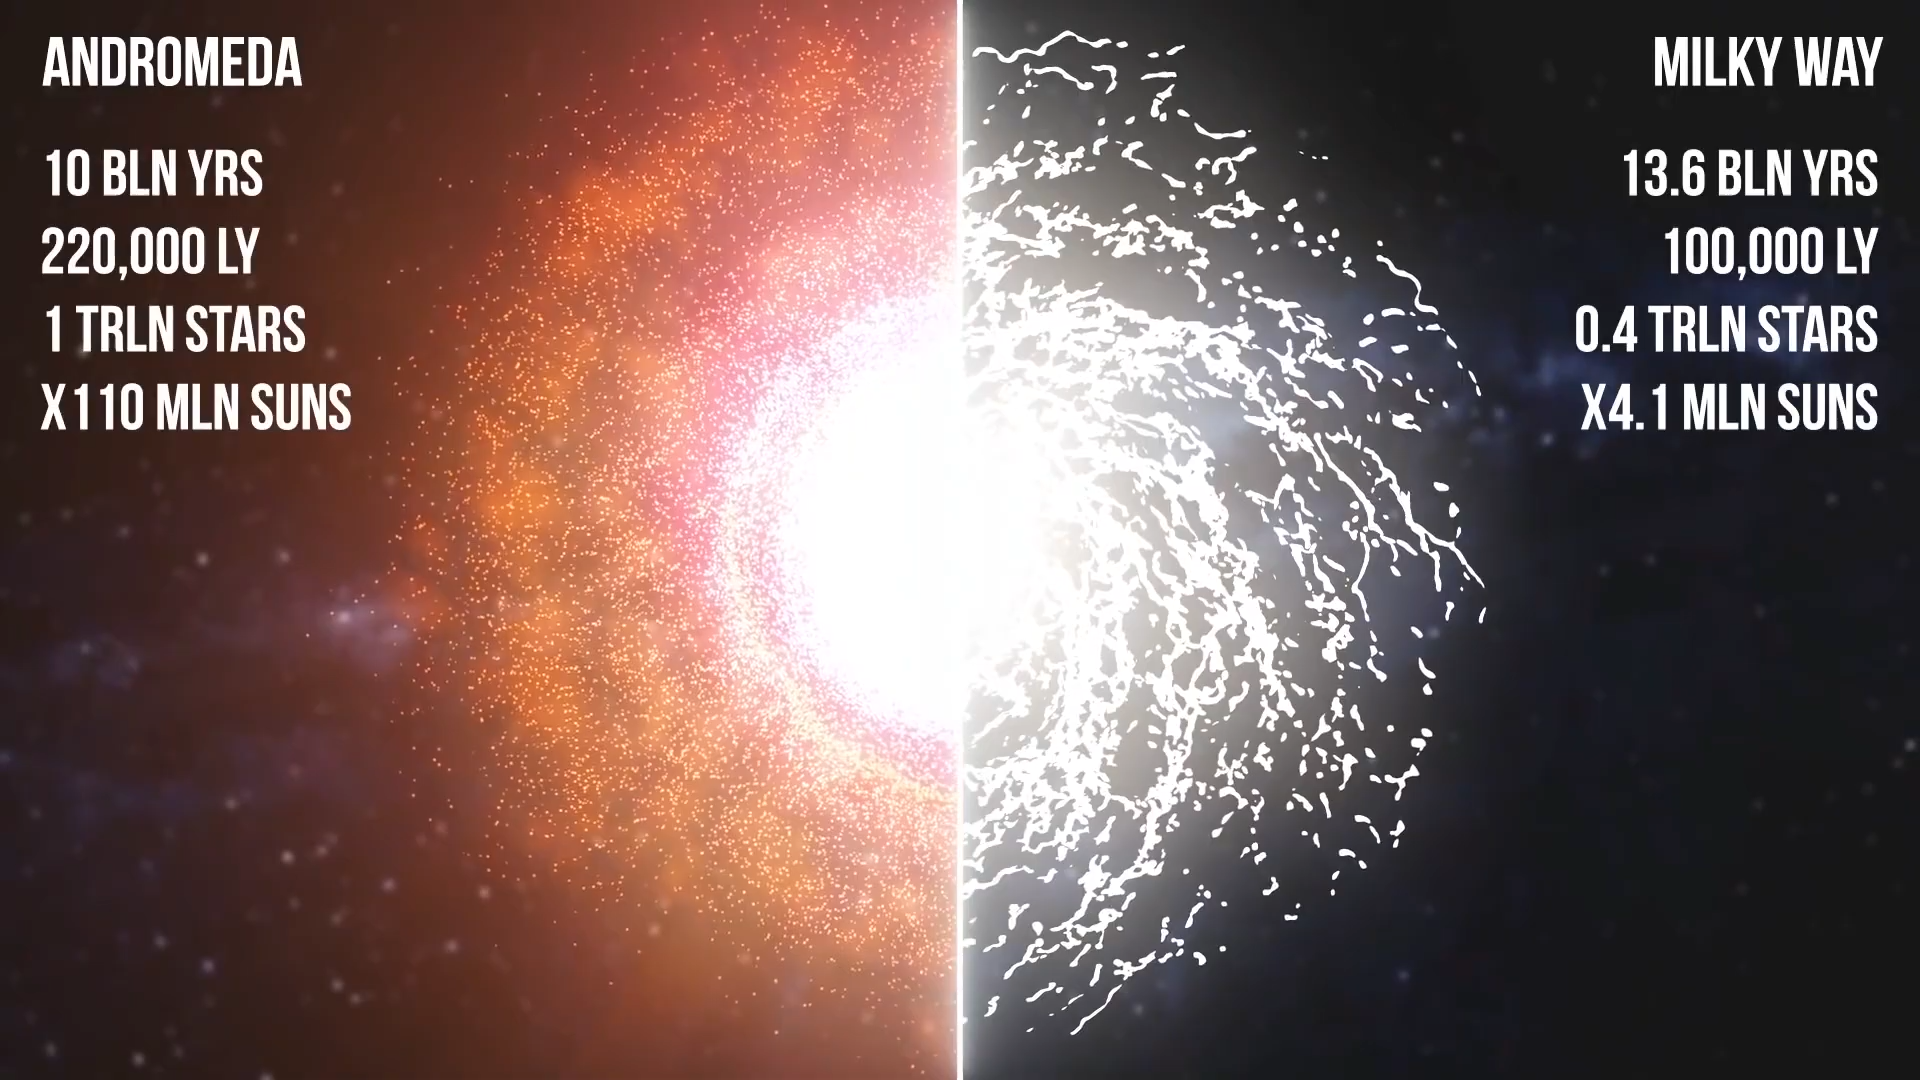 ANDROMEDA
10 BLN YRS
220,000 LY
1 TRLN STARS
X110 MLN SUNS
MILKY WAY
13.6 BLN YRS
100,000 LY
0.4 TRLN STARS
X4.1 MLN SUNS